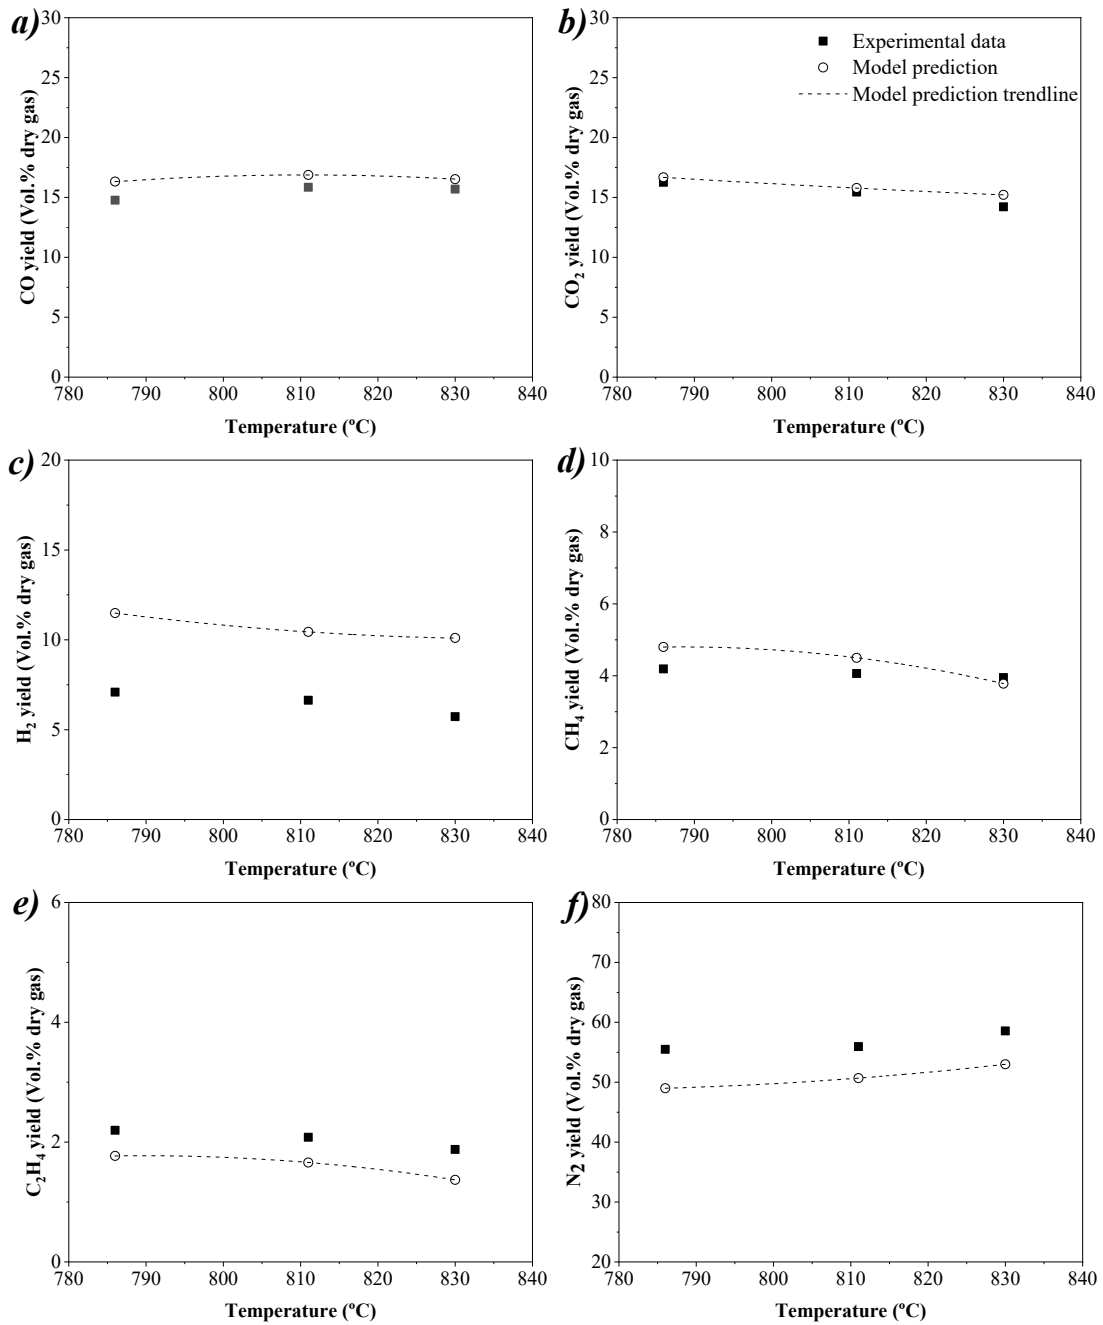 a)
30
25
20
15
10
5
0
CO yield (Vol.% dry gas)
780 790 800 810 820 830 840
Temperature (ºC)
b)
30
25
20
15
10
5
0
CO₂ yield (Vol.% dry gas)
Experimental data
Model prediction
Model prediction trendline
780 790 800 810 820 830 840
Temperature (ºC)
c)
20
15
10
5
0
H₂ yield (Vol.% dry gas)
780 790 800 810 820 830 840
Temperature (ºC)
d)
10
8
6
4
2
0
CH₄ yield (Vol.% dry gas)
780 790 800 810 820 830 840
Temperature (ºC)
e)
6
4
2
0
C₂H₄ yield (Vol.% dry gas)
780 790 800 810 820 830 840
Temperature (ºC)
f)
80
70
60
50
40
30
20
N2 yield (Vol.% dry gas)
780 790 800 810 820 830 840
Temperature (ºC)